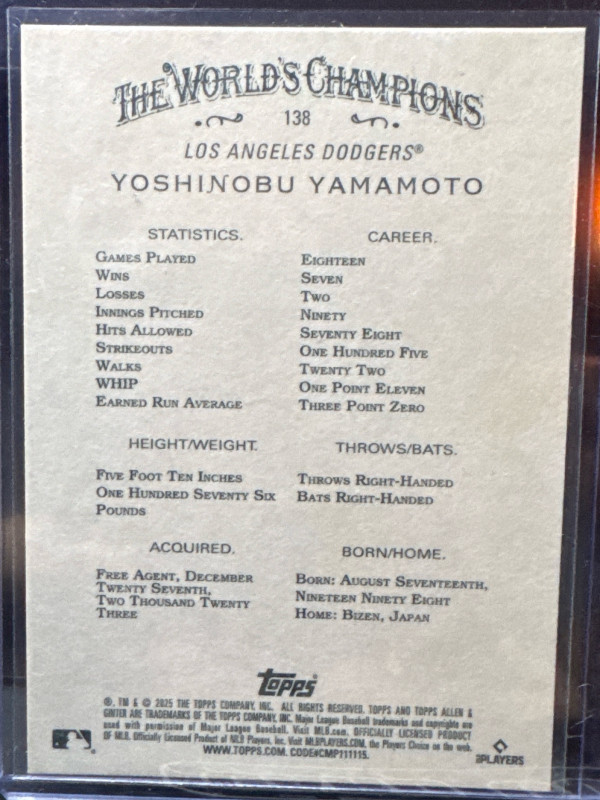 THE WORLD'S CHAMPIONS
138
LOS ANGELES DODGERS®
YOSHINOBU YAMAMOTO
STATISTICS. CAREER.
GAMES PLAYED EIGHTEEN
WINS SEVEN
LOSSES TWO
INNINGS PITCHED NINETY
HITS ALLOWED SEVENTY EIGHT
STRIKEOUTS ONE HUNDRED FIVE
WALKS TWENTY TWO
WHIP ONE POINT ELEVEN
EARNED RUN AVERAGE THREE POINT ZERO
HEIGHT/WEIGHT. THROWS/BATS.
FIVE FOOT TEN INCHES THROWS RIGHT-HANDED
ONE HUNDRED SEVENTY SIX BATS RIGHT-HANDED
POUNDS
ACQUIRED. BORN/HOME.
FREE AGENT, DECEMBER BORN: AUGUST SEVENTEENTH,
TWENTY SEVENTH, NINETEEN NINETY EIGHT
TWO THOUSAND TWENTY HOME: BIZEN, JAPAN
THREE
TOPPS®
®, TM & © 2025 THE TOPPS COMPANY, INC. ALL RIGHTS RESERVED. TOPPS AND TOPPS ALLEN &
GINTER ARE TRADEMARKS OF THE TOPPS COMPANY, INC. Major League Baseball trademarks and copyrights are
used with permission of Major League Baseball. Visit MLB.com. OFFICIALLY LICENSED PRODUCT
OF MLB. Officially Licensed Product of MLB Players, Inc. Visit MLBPLAYERS.COM, the Players Choice on the web.
WWW.TOPPS.COM. CODE#CMP111115.
PLAYERS